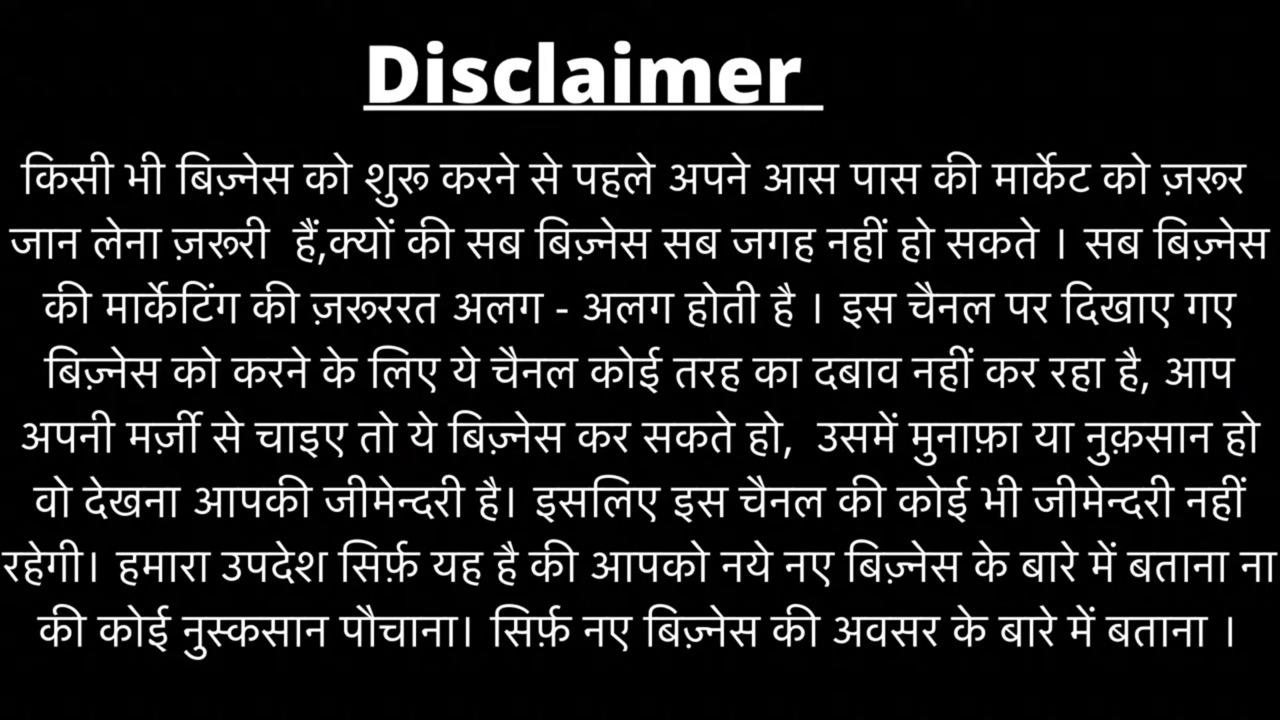 Disclaimer
किसी भी बिज़्नेस को शुरू करने से पहले अपने आस पास की मार्केट को ज़रूर
जान लेना ज़रूरी हैं,क्यों की सब बिज़्नेस सब जगह नहीं हो सकते । सब बिज़्नेस
की मार्केटिंग की ज़रूररत अलग - अलग होती है । इस चैनल पर दिखाए गए
बिज़्नेस को करने के लिए ये चैनल कोई तरह का दबाव नहीं कर रहा है, आप
अपनी मर्ज़ी से चाइए तो ये बिज़्नेस कर सकते हो, उसमें मुनाफ़ा या नुक़सान हो
वो देखना आपकी जीमेन्दरी है। इसलिए इस चैनल की कोई भी जीमेन्दरी नहीं
रहेगी। हमारा उपदेश सिर्फ़ यह है की आपको नये नए बिज़्नेस के बारे में बताना ना
की कोई नुस्कसान पौचाना। सिर्फ़ नए बिज़्नेस की अवसर के बारे में बताना ।